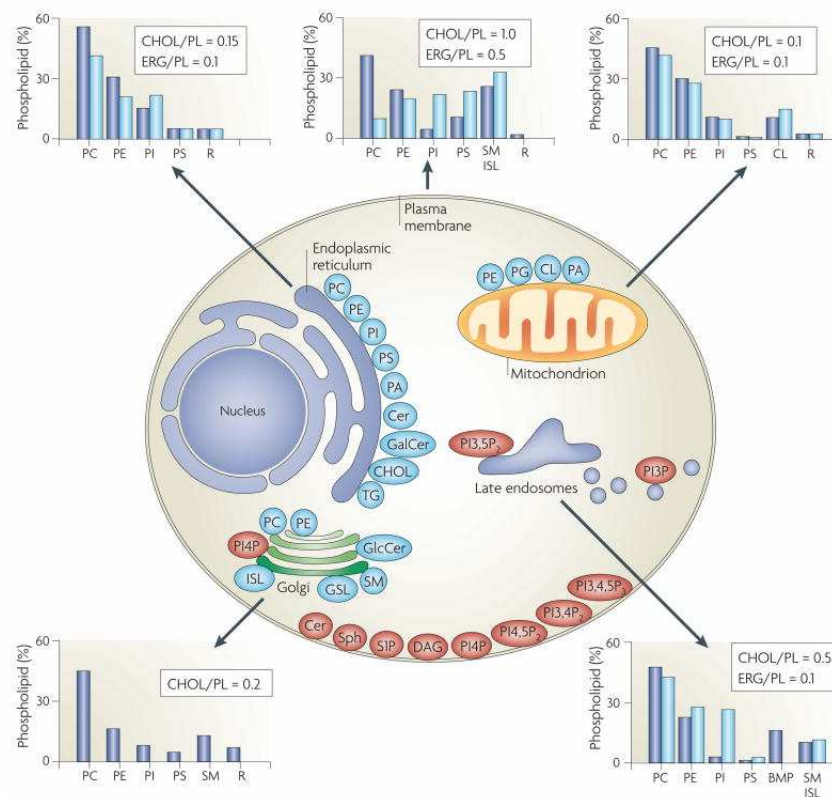 Phospholipid (%)
60
30
0
CHOL/PL = 0.15
ERG/PL = 0.1
PC PE PI PS R
Phospholipid (%)
60
30
0
CHOL/PL = 1.0
ERG/PL = 0.5
PC PE PI PS SM R
ISL
Phospholipid (%)
60
30
0
CHOL/PL = 0.1
ERG/PL = 0.1
PC PE PI PS CL R
Plasma
membrane
Endoplasmic
reticulum
PC
PE
PI
PS
PA
Cer
GalCer
CHOL
TG
Nucleus
PE PG CL PA
Mitochondrion
PI3,5P₂
PI3P
Late endosomes
PC PE
PI4P
GlcCer
ISL
Golgi
GSL
SM
Cer
Sph
S1P
DAG
PI4P
PI4,5P₂
PI3,4P₂
PI3,4,5P₃
Phospholipid (%)
60
30
0
CHOL/PL = 0.2
PC PE PI PS SM R
Phospholipid (%)
60
30
0
CHOL/PL = 0.5
ERG/PL = 0.1
PC PE PI PS BMP SM
ISL